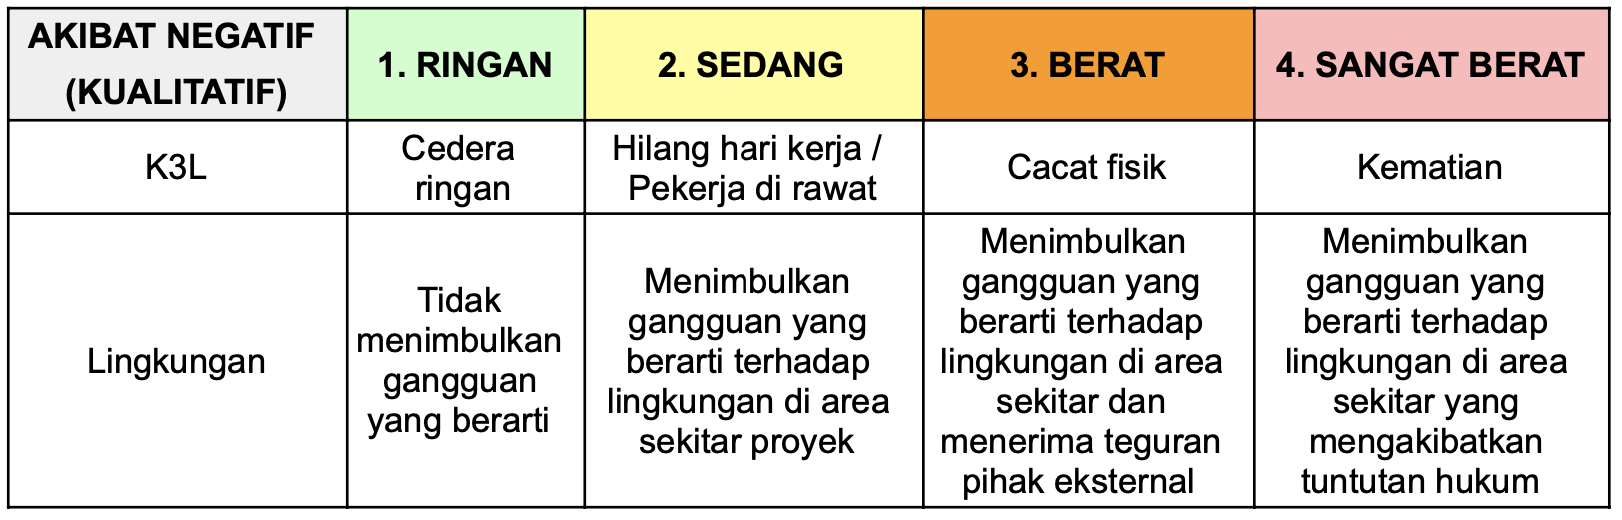 AKIBAT NEGATIF
(KUALITATIF)
1. RINGAN
2. SEDANG
3. BERAT
4. SANGAT BERAT
K3L
Cedera
ringan
Hilang hari kerja /
Pekerja di rawat
Cacat fisik
Kematian
Lingkungan
Tidak
menimbulkan
gangguan
yang berarti
Menimbulkan
gangguan yang
berarti terhadap
lingkungan di area
sekitar proyek
Menimbulkan
gangguan yang
berarti terhadap
lingkungan di area
sekitar dan
menerima teguran
pihak eksternal
Menimbulkan
gangguan yang
berarti terhadap
lingkungan di area
sekitar yang
mengakibatkan
tuntutan hukum